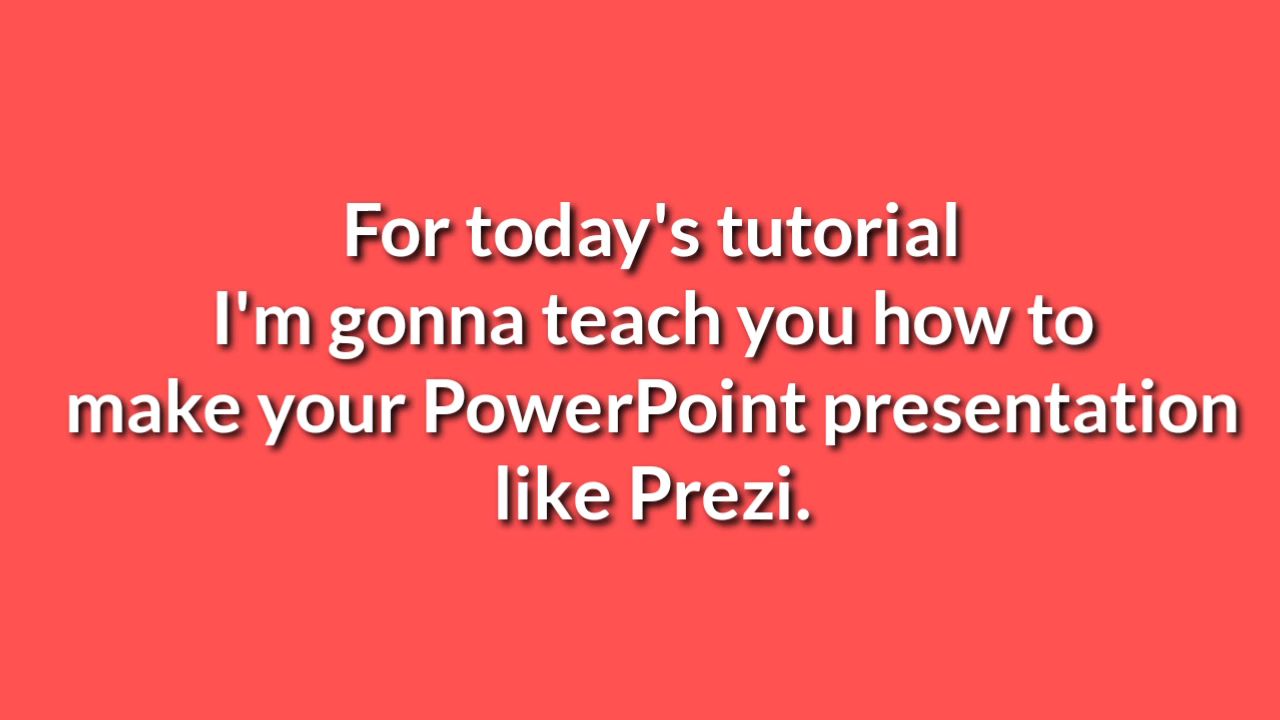 For today's tutorial
I'm gonna teach you how to
make your PowerPoint presentation
like Prezi.